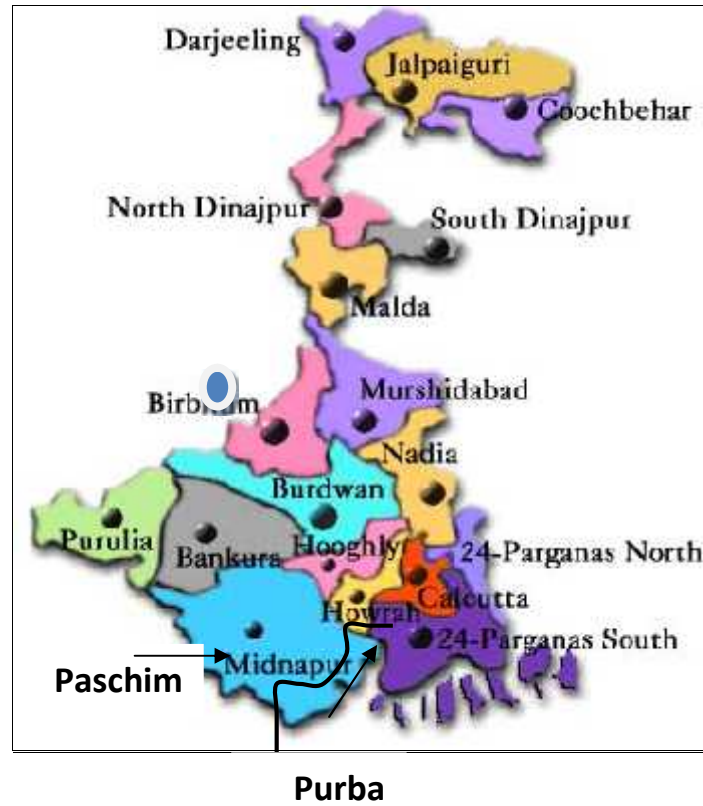 Darjeeling
Jalpaiguri
Coochbehar
North Dinajpur
South Dinajpur
Malda
Murshidabad
Birbhum
Nadia
Burdwan
Purulia
Bankura
Hooghly
24-Parganas North
Calcutta
Howrah
24-Parganas South
Midnapur
Paschim
Purba